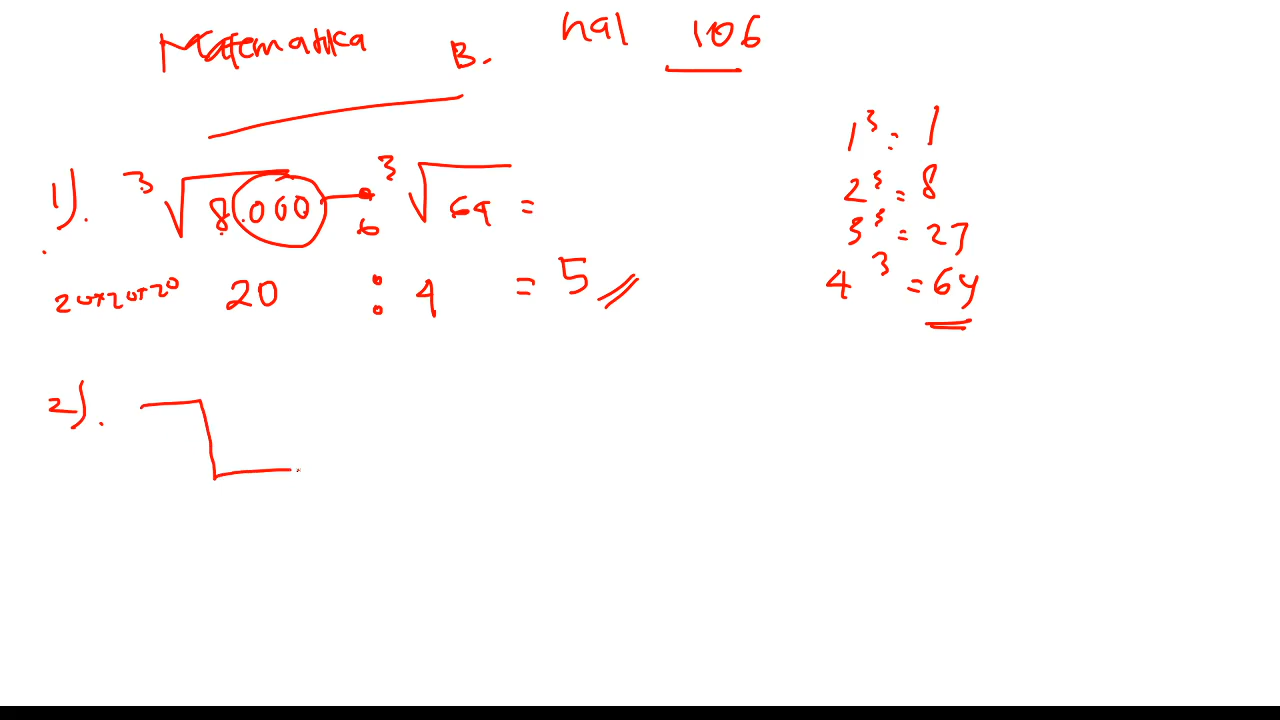 Matematika B. hal 106
1). ³√8.000 : ³√64 =
20x20x20 20 : 4 = 5
2).
1³ = 1
2³ = 8
3³ = 27
4³ = 64